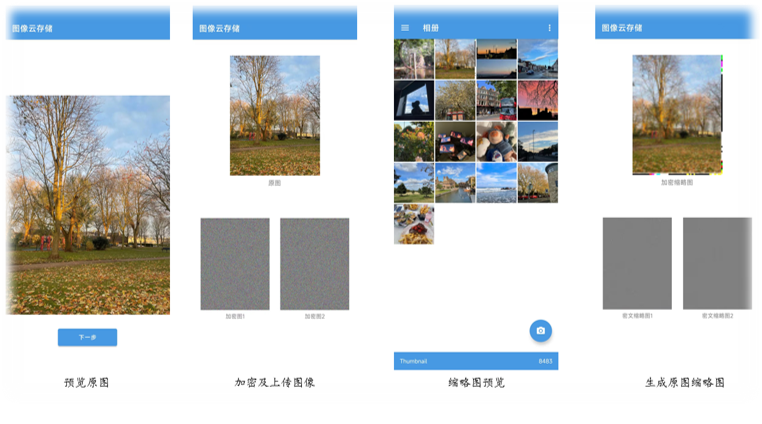 图像云存储
下一步
预览原图
图像云存储
原图
加密图1
加密图2
加密及上传图像
相册
Thumbnail
8483
缩略图预览
图像云存储
加密缩略图
密文缩略图1
密文缩略图2
生成原图缩略图